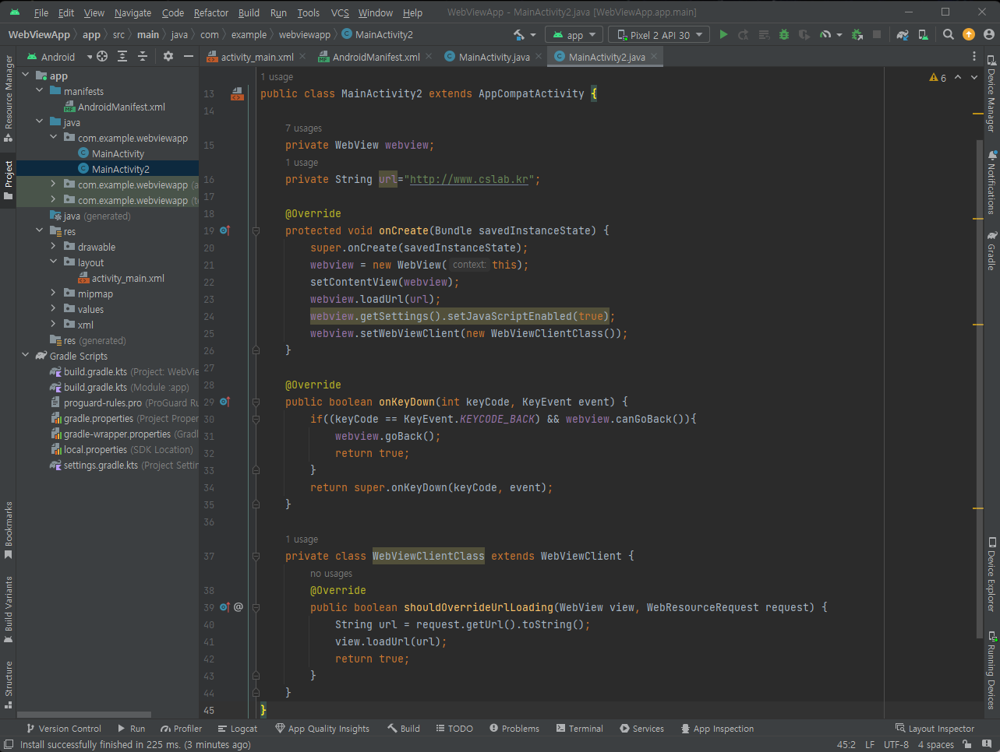 File Edit View Navigate Code Refactor Build Run Tools VCS Window Help WebViewApp - MainActivity2.java [WebViewApp.app.main]
WebViewApp app src main java com example webviewapp MainActivity2 app Pixel 2 API 30
Android activity_main.xml AndroidManifest.xml MainActivity.java MainActivity2.java
Resource Manager
Project
Bookmarks
Build Variants
Structure
app
manifests
AndroidManifest.xml
java
com.example.webviewapp
MainActivity
MainActivity2
com.example.webviewapp (a
com.example.webviewapp (t
java (generated)
res
drawable
layout
activity_main.xml
mipmap
values
xml
res (generated)
Gradle Scripts
build.gradle.kts (Project: WebVie
build.gradle.kts (Module :app)
proguard-rules.pro (ProGuard Ru
gradle.properties (Project Proper
gradle-wrapper.properties (Gradl
local.properties (SDK Location)
settings.gradle.kts (Project Settin
1 usage
6
13 public class MainActivity2 extends AppCompatActivity {
14
7 usages
15 private WebView webview;
1 usage
16 private String url="http://www.cslab.kr";
17
18 @Override
19 protected void onCreate(Bundle savedInstanceState) {
20 super.onCreate(savedInstanceState);
21 webview = new WebView( context: this);
22 setContentView(webview);
23 webview.loadUrl(url);
24 webview.getSettings().setJavaScriptEnabled(true);
25 webview.setWebViewClient(new WebViewClientClass());
26 }
27
28 @Override
29 public boolean onKeyDown(int keyCode, KeyEvent event) {
30 if((keyCode == KeyEvent.KEYCODE_BACK) && webview.canGoBack()){
31 webview.goBack();
32 return true;
33 }
34 return super.onKeyDown(keyCode, event);
35 }
36
1 usage
37 private class WebViewClientClass extends WebViewClient {
no usages
38 @Override
39 @ public boolean shouldOverrideUrlLoading(WebView view, WebResourceRequest request) {
40 String url = request.getUrl().toString();
41 view.loadUrl(url);
42 return true;
43 }
44 }
45 }
Device Manager
Notifications
Gradle
Device Explorer
Running Devices
Version Control Run Profiler Logcat App Quality Insights Build TODO Problems Terminal Services App Inspection Layout Inspector
Install successfully finished in 225 ms. (3 minutes ago) 45:2 LF UTF-8 4 spaces